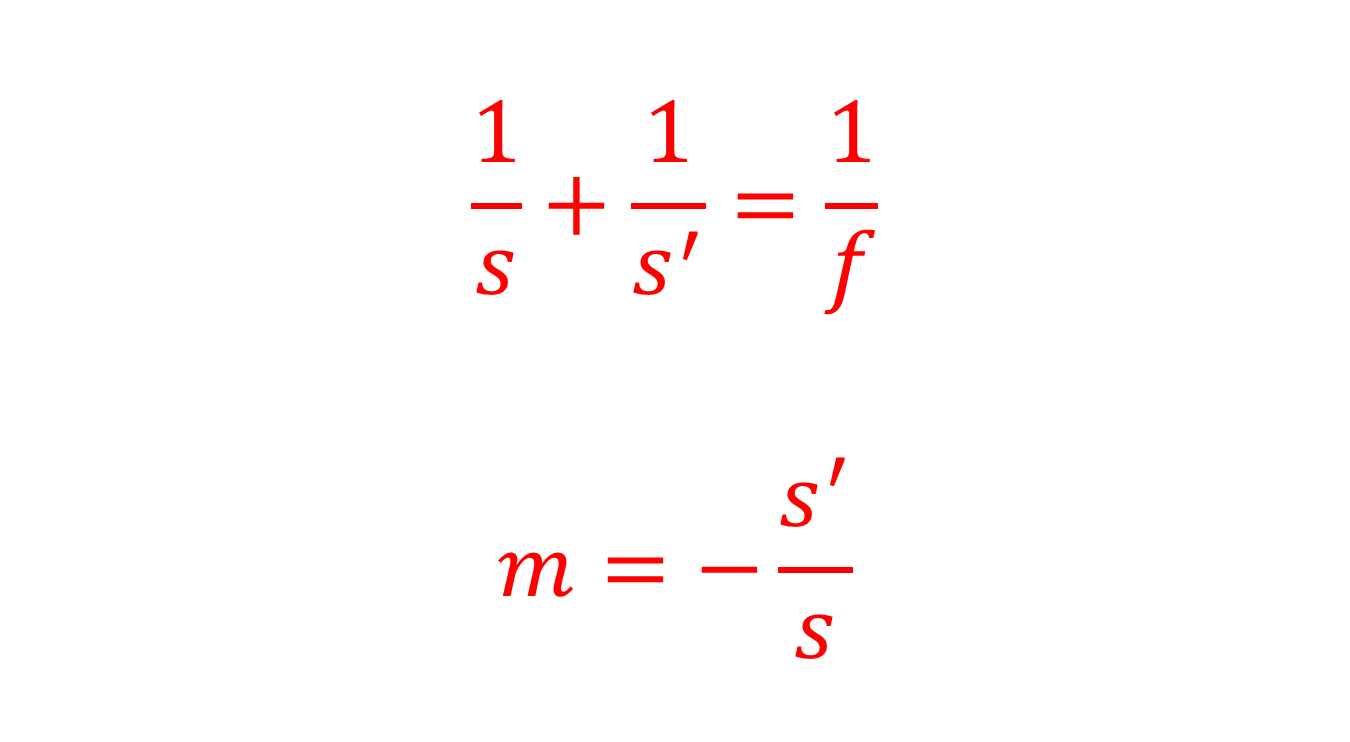 1/s + 1/s′ = 1/f
m = − s′/s